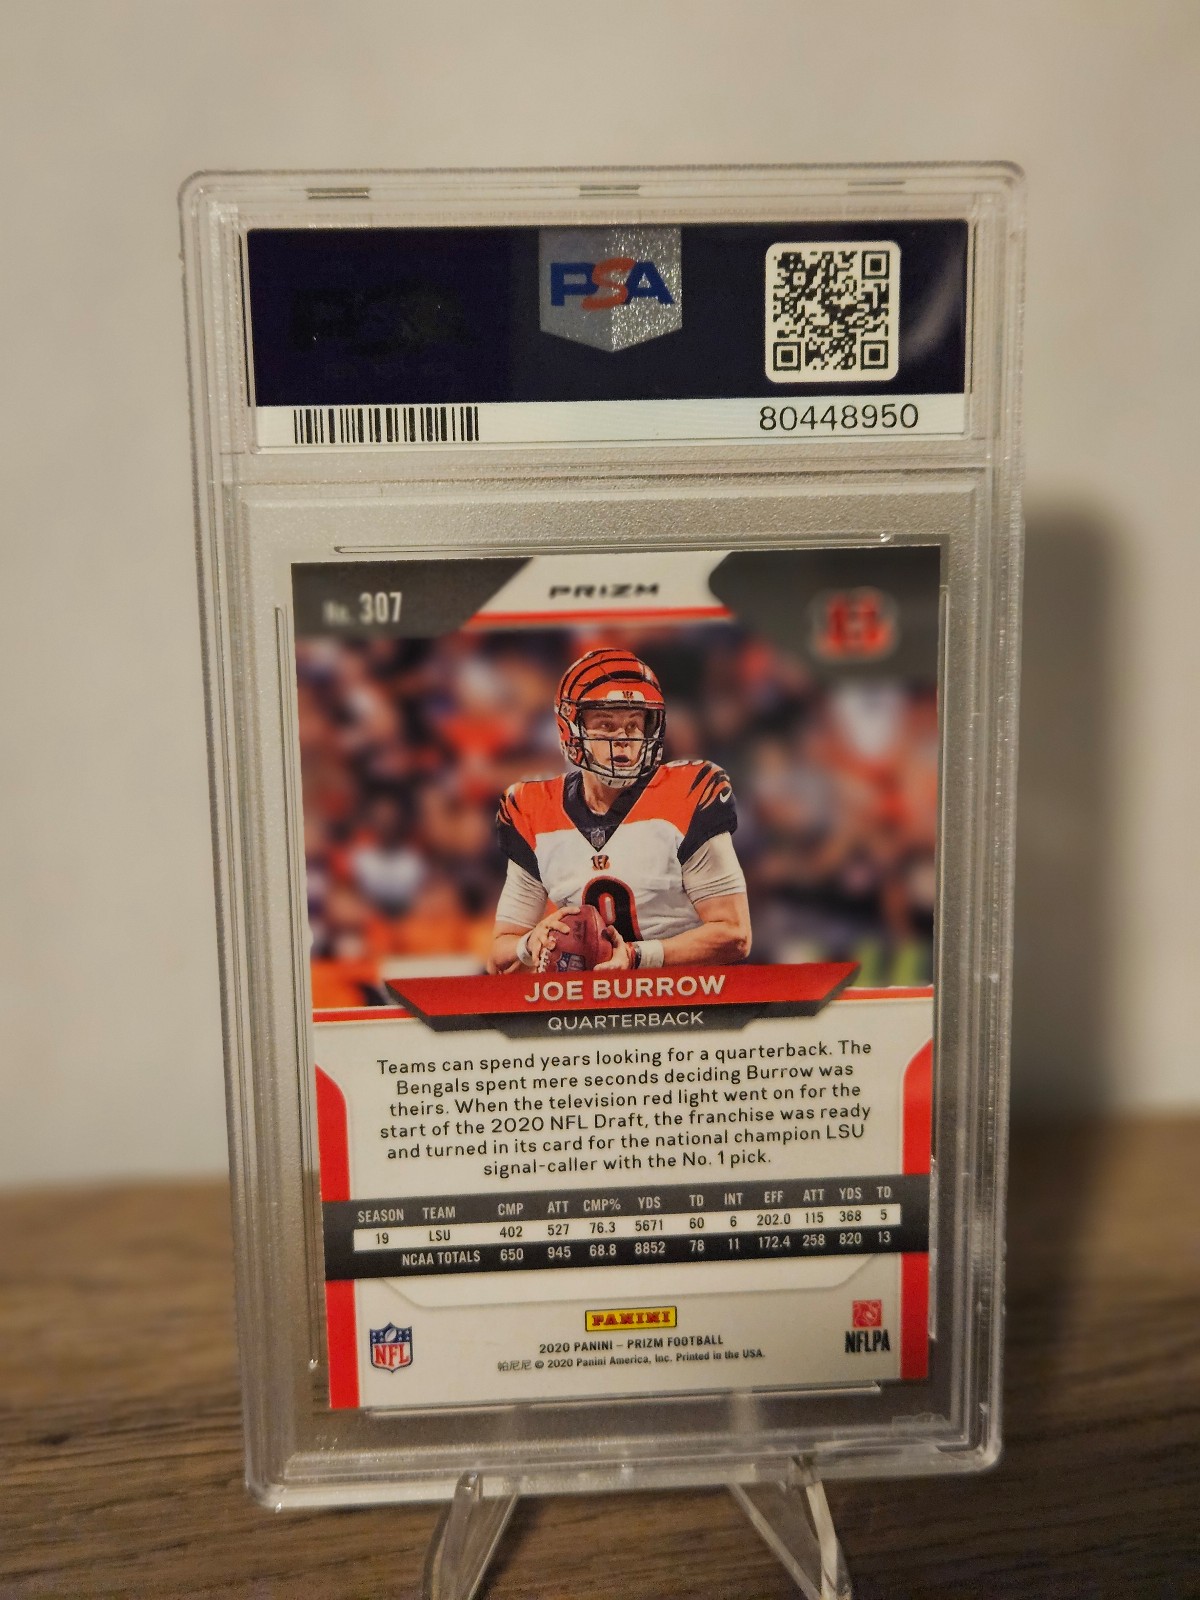 PSA
80448950
No. 307
PRIZM
JOE BURROW
QUARTERBACK
Teams can spend years looking for a quarterback. The
Bengals spent mere seconds deciding Burrow was
theirs. When the television red light went on for the
start of the 2020 NFL Draft, the franchise was ready
and turned in its card for the national champion LSU
signal-caller with the No. 1 pick.
SEASON TEAM CMP ATT CMP% YDS TD INT EFF ATT YDS TD
19 LSU 402 527 76.3 5671 60 6 202.0 115 368 5
NCAA TOTALS 650 945 68.8 8852 78 11 172.4 258 820 13
PANINI
NFL
2020 PANINI – PRIZM FOOTBALL
帕尼尼 © 2020 Panini America, Inc. Printed in the USA.
NFLPA